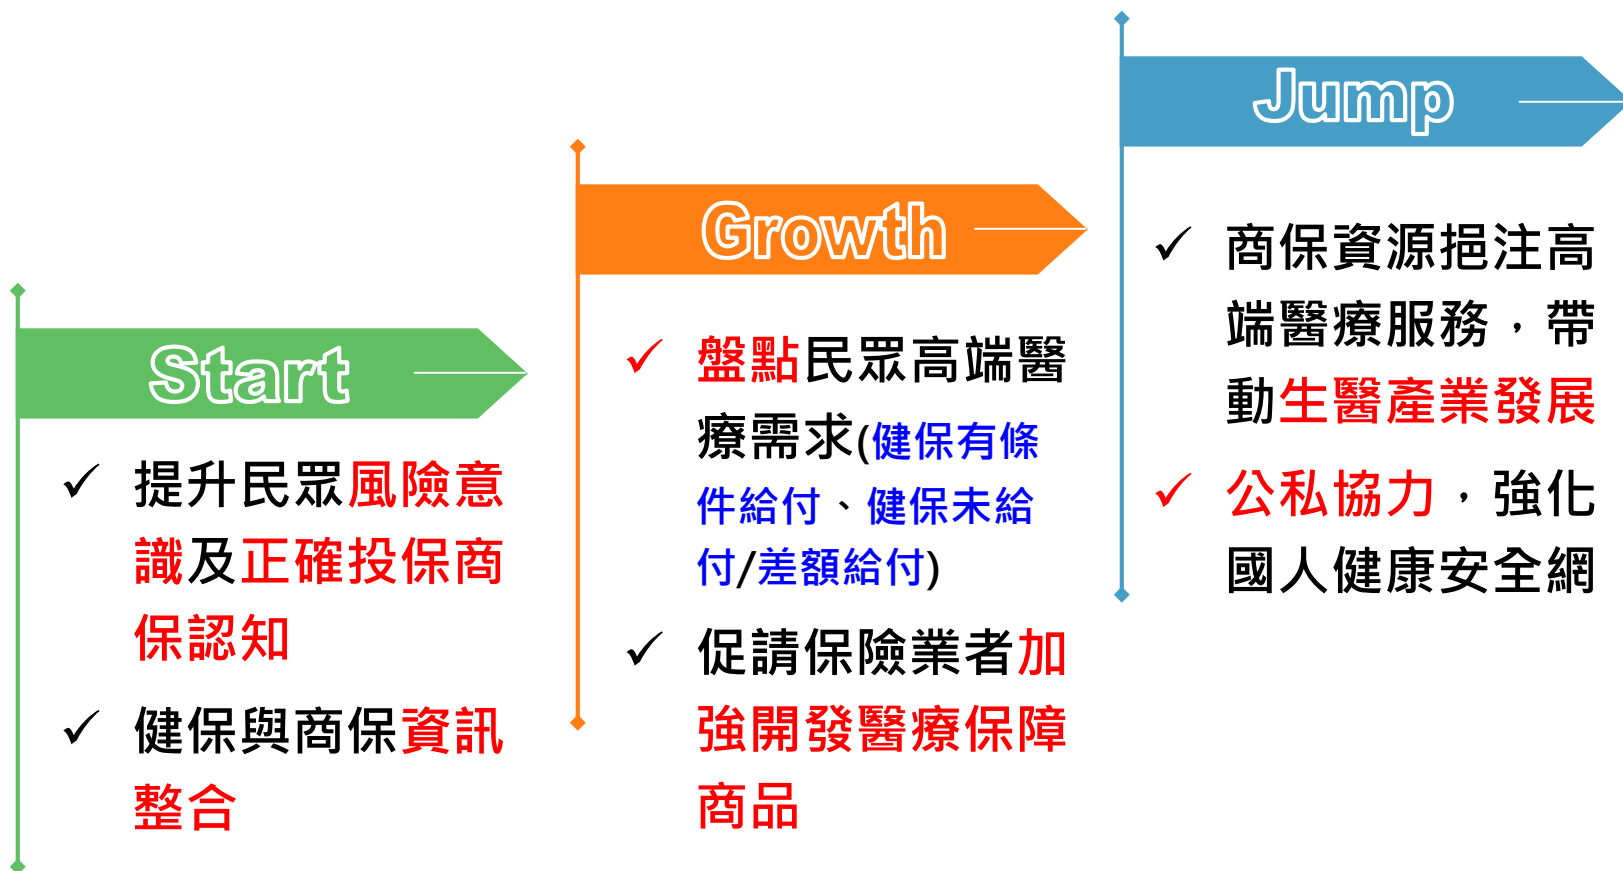 Start
提升民眾風險意
識及正確投保商
保認知
健保與商保資訊
整合
Growth
盤點民眾高端醫
療需求(健保有條
件給付、健保未給
付/差額給付)
促請保險業者加
強開發醫療保障
商品
Jump
商保資源挹注高
端醫療服務，帶
動生醫產業發展
公私協力，強化
國人健康安全網